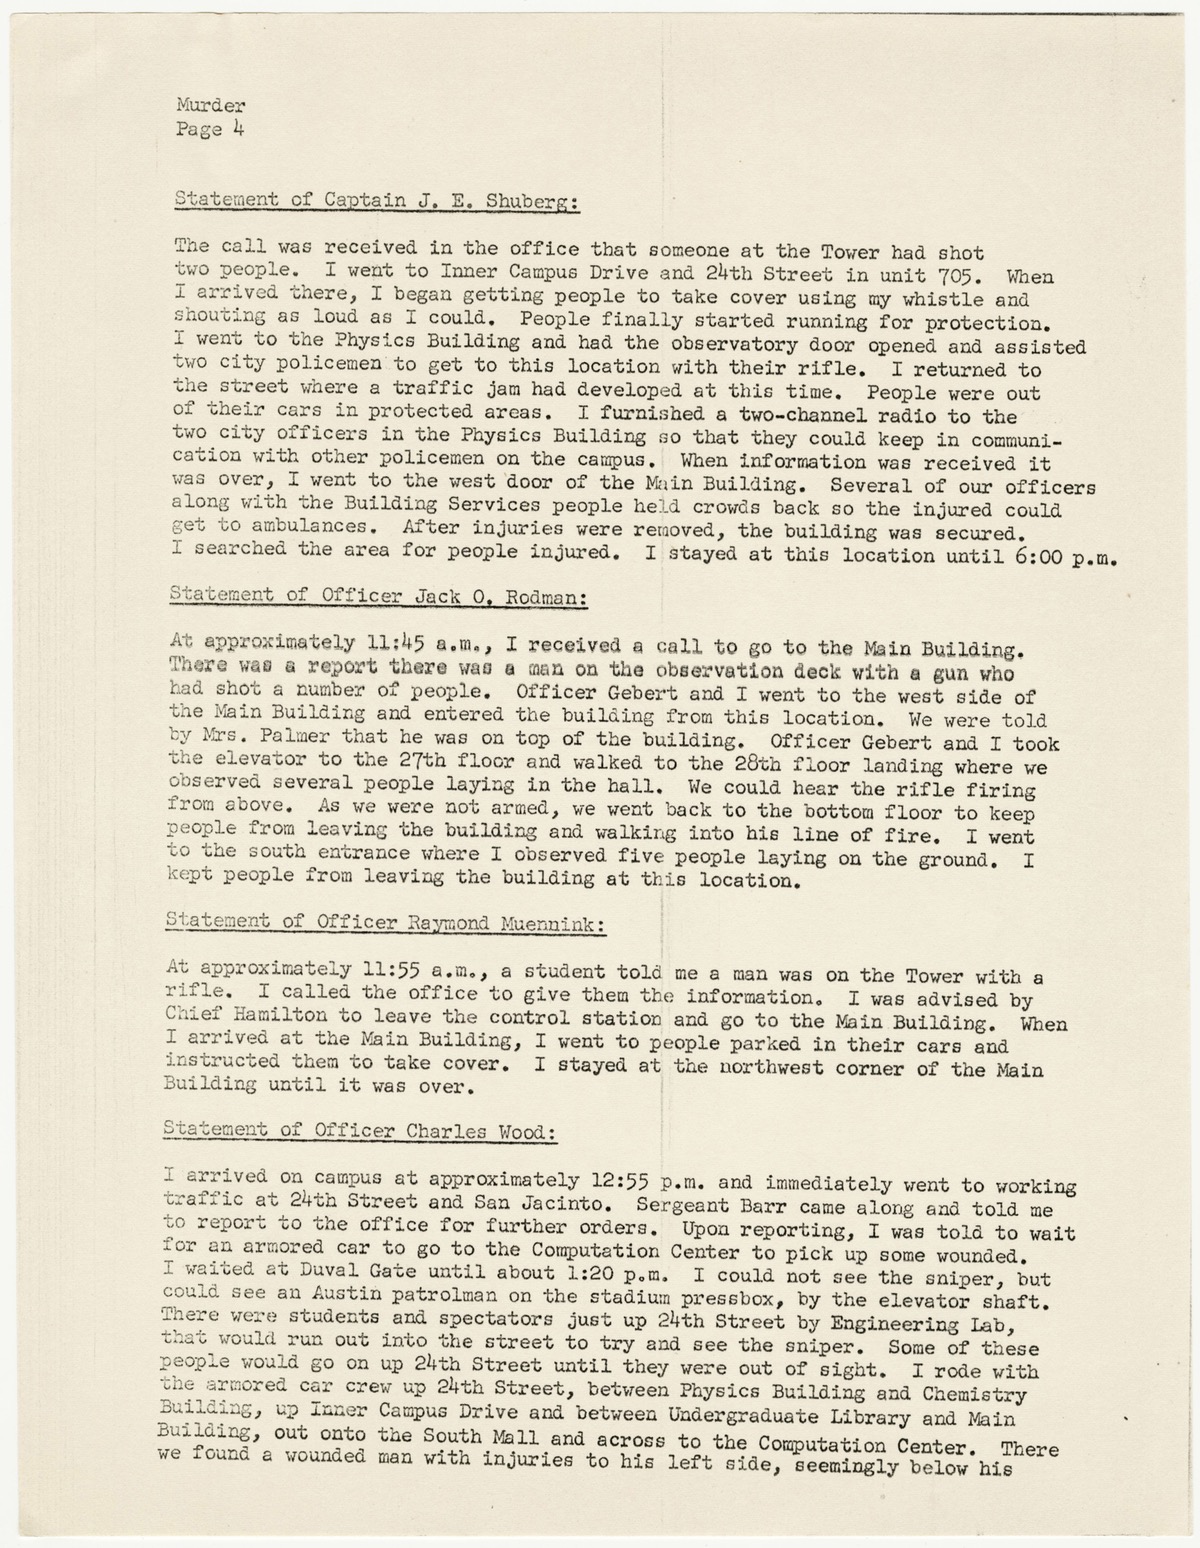 Murder
Page 4
Statement of Captain J. E. Shuberg:
The call was received in the office that someone at the Tower had shot
two people. I went to Inner Campus Drive and 24th Street in unit 705. When
I arrived there, I began getting people to take cover using my whistle and
shouting as loud as I could. People finally started running for protection.
I went to the Physics Building and had the observatory door opened and assisted
two city policemen to get to this location with their rifle. I returned to
the street where a traffic jam had developed at this time. People were out
of their cars in protected areas. I furnished a two-channel radio to the
two city officers in the Physics Building so that they could keep in communi-
cation with other policemen on the campus. When information was received it
was over, I went to the west door of the Main Building. Several of our officers
along with the Building Services people held crowds back so the injured could
get to ambulances. After injuries were removed, the building was secured.
I searched the area for people injured. I stayed at this location until 6:00 p.m.
Statement of Officer Jack O. Rodman:
At approximately 11:45 a.m., I received a call to go to the Main Building.
There was a report there was a man on the observation deck with a gun who
had shot a number of people. Officer Gebert and I went to the west side of
the Main Building and entered the building from this location. We were told
by Mrs. Palmer that he was on top of the building. Officer Gebert and I took
the elevator to the 27th floor and walked to the 28th floor landing where we
observed several people laying in the hall. We could hear the rifle firing
from above. As we were not armed, we went back to the bottom floor to keep
people from leaving the building and walking into his line of fire. I went
to the south entrance where I observed five people laying on the ground. I
kept people from leaving the building at this location.
Statement of Officer Raymond Muennink:
At approximately 11:55 a.m., a student told me a man was on the Tower with a
rifle. I called the office to give them the information. I was advised by
Chief Hamilton to leave the control station and go to the Main Building. When
I arrived at the Main Building, I went to people parked in their cars and
instructed them to take cover. I stayed at the northwest corner of the Main
Building until it was over.
Statement of Officer Charles Wood:
I arrived on campus at approximately 12:55 p.m. and immediately went to working
traffic at 24th Street and San Jacinto. Sergeant Barr came along and told me
to report to the office for further orders. Upon reporting, I was told to wait
for an armored car to go to the Computation Center to pick up some wounded.
I waited at Duval Gate until about 1:20 p.m. I could not see the sniper, but
could see an Austin patrolman on the stadium pressbox, by the elevator shaft.
There were students and spectators just up 24th Street by Engineering Lab,
that would run out into the street to try and see the sniper. Some of these
people would go on up 24th Street until they were out of sight. I rode with
the armored car crew up 24th Street, between Physics Building and Chemistry
Building, up Inner Campus Drive and between Undergraduate Library and Main
Building, out onto the South Mall and across to the Computation Center. There
we found a wounded man with injuries to his left side, seemingly below his